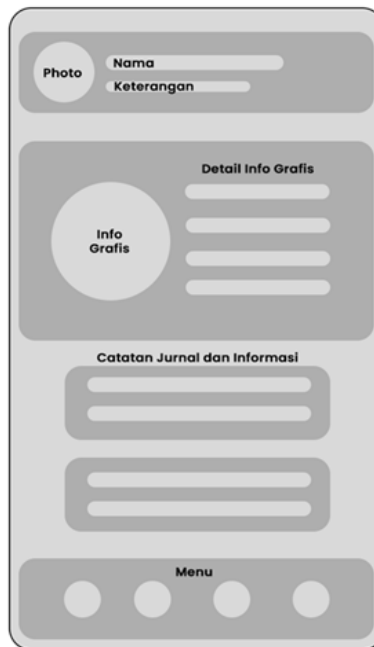 Photo
Nama
Keterangan
Detail Info Grafis
Info
Grafis
Catatan Jurnal dan Informasi
Menu